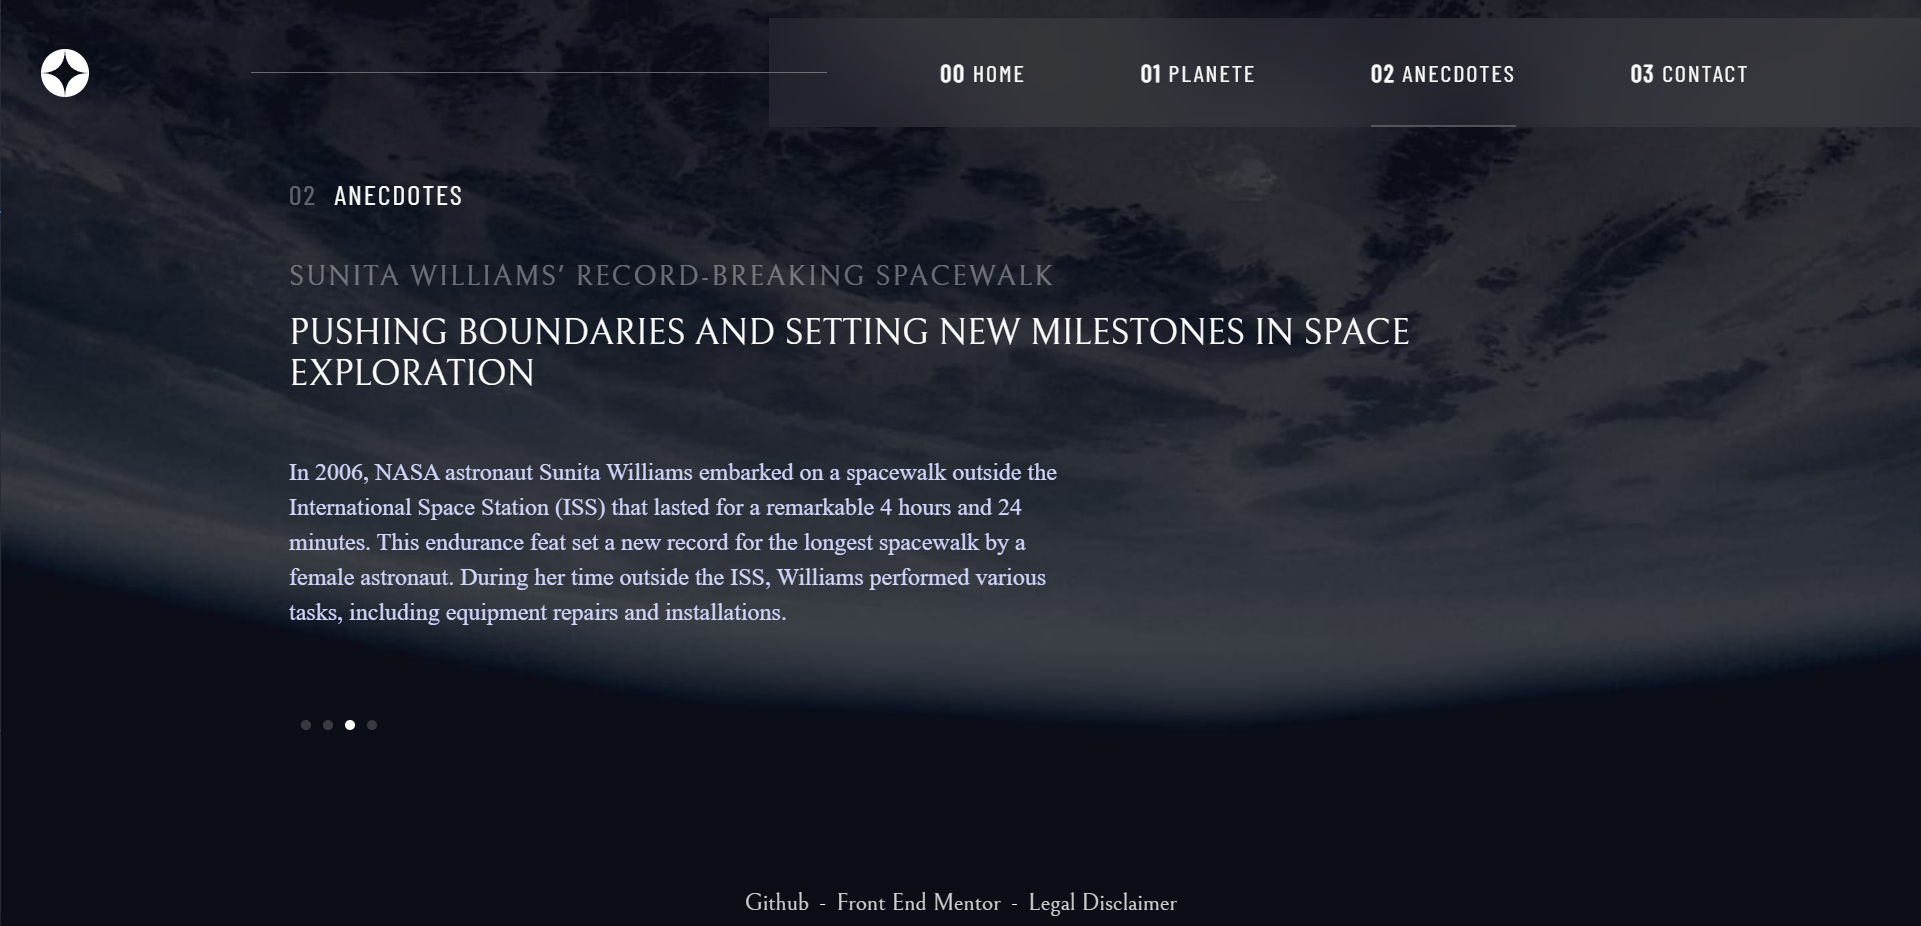 00 HOME
01 PLANETE
02 ANECDOTES
03 CONTACT
02 ANECDOTES
SUNITA WILLIAMS' RECORD-BREAKING SPACEWALK
PUSHING BOUNDARIES AND SETTING NEW MILESTONES IN SPACE
EXPLORATION
In 2006, NASA astronaut Sunita Williams embarked on a spacewalk outside the
International Space Station (ISS) that lasted for a remarkable 4 hours and 24
minutes. This endurance feat set a new record for the longest spacewalk by a
female astronaut. During her time outside the ISS, Williams performed various
tasks, including equipment repairs and installations.
Github - Front End Mentor - Legal Disclaimer